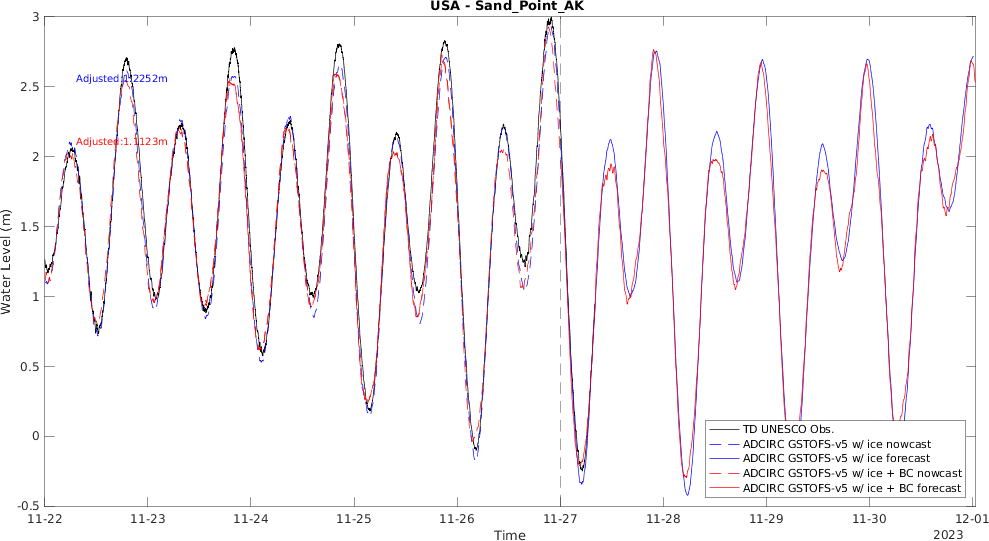 USA - Sand_Point_AK
3
2.5
2
1.5
1
0.5
0
-0.5
Water Level (m)
Adjusted:1.2252m
Adjusted:1.1123m
TD UNESCO Obs.
ADCIRC GSTOFS-v5 w/ ice nowcast
ADCIRC GSTOFS-v5 w/ ice forecast
ADCIRC GSTOFS-v5 w/ ice + BC nowcast
ADCIRC GSTOFS-v5 w/ ice + BC forecast
11-22 11-23 11-24 11-25 11-26 11-27 11-28 11-29 11-30 12-01
Time
2023